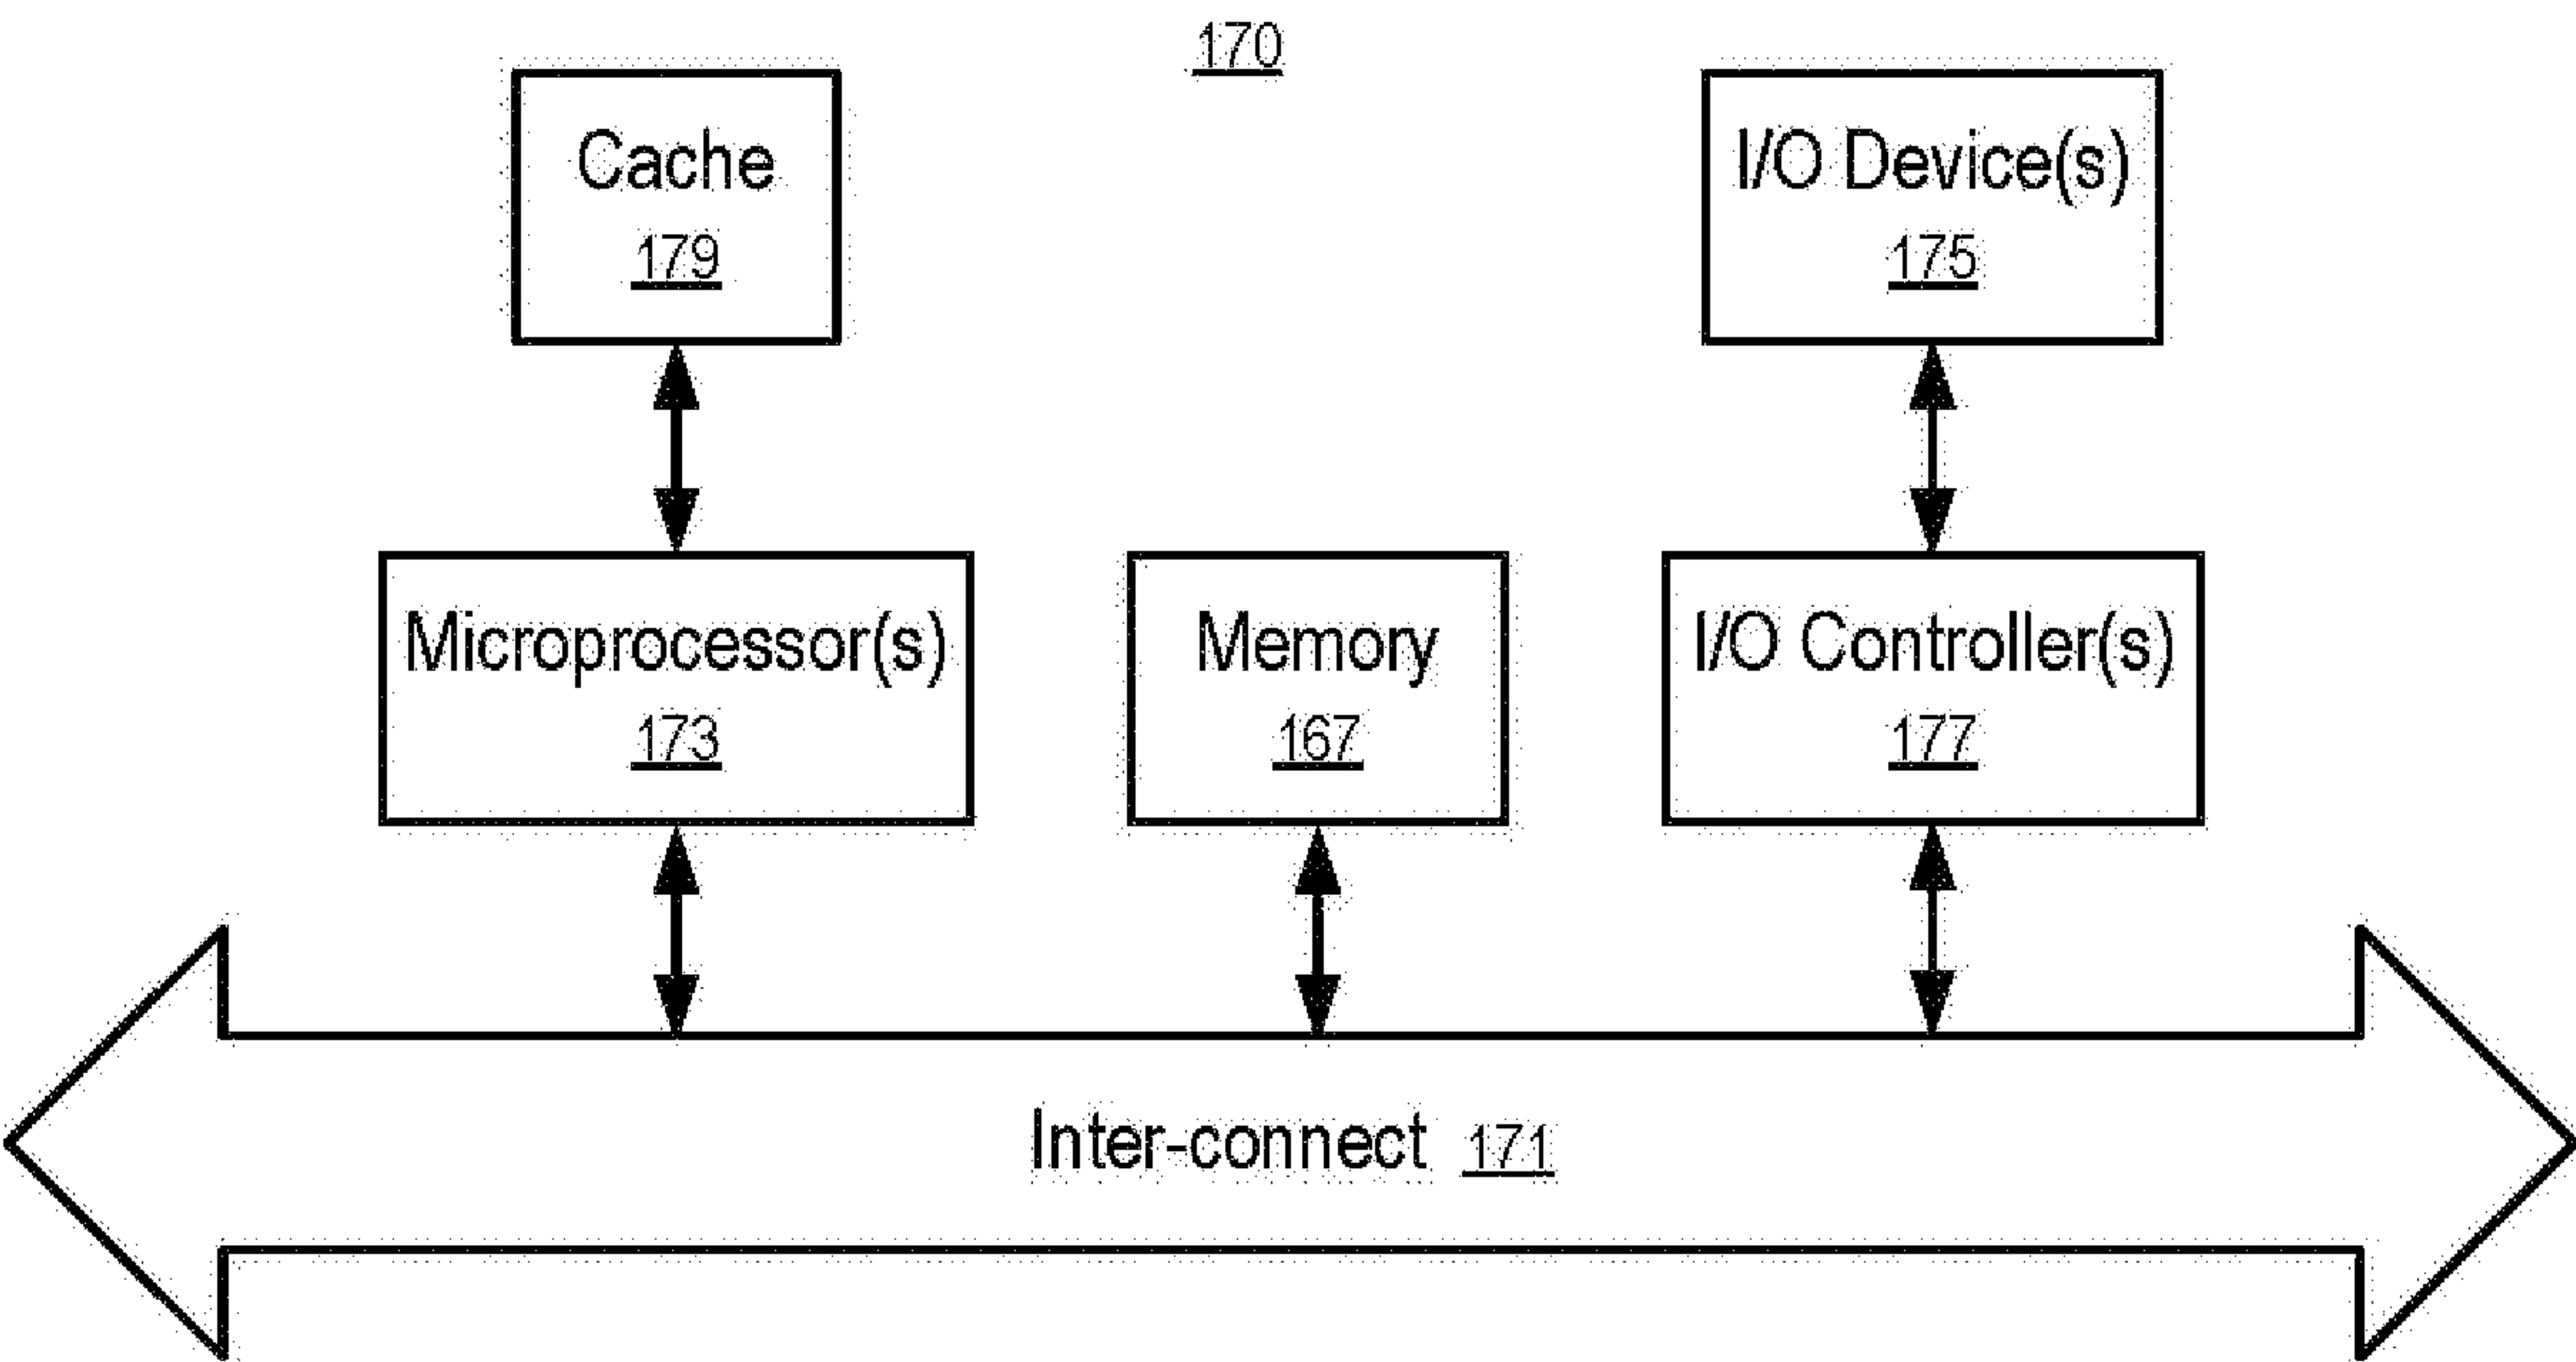 170
Cache
179
I/O Device(s)
175
Microprocessor(s)
173
Memory
167
I/O Controller(s)
177
Inter-connect 171